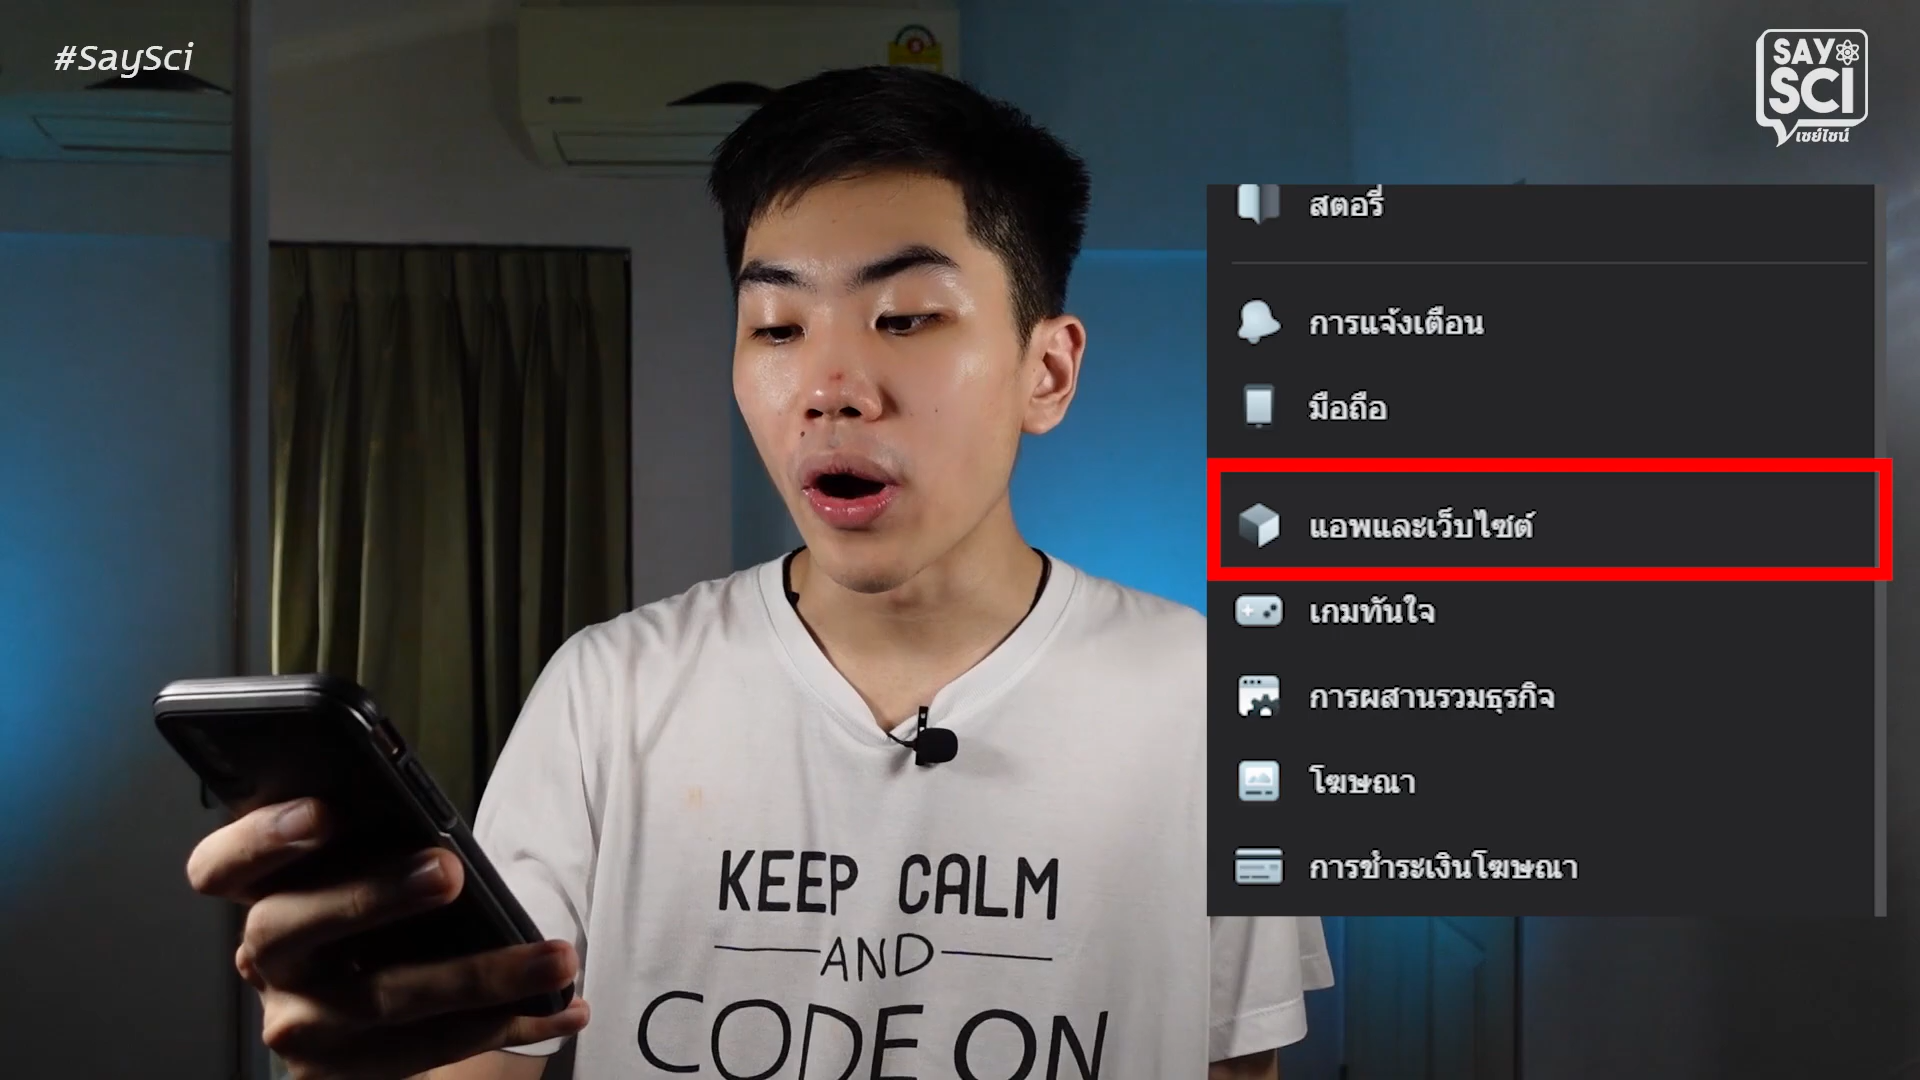 #SaySci
SAY
SCI
เซย์ไซน์
สตอรี่
การแจ้งเตือน
มือถือ
แอพและเว็บไซต์
เกมทันใจ
การผสานรวมธุรกิจ
โฆษณา
การชำระเงินโฆษณา
KEEP CALM
AND
CODE ON